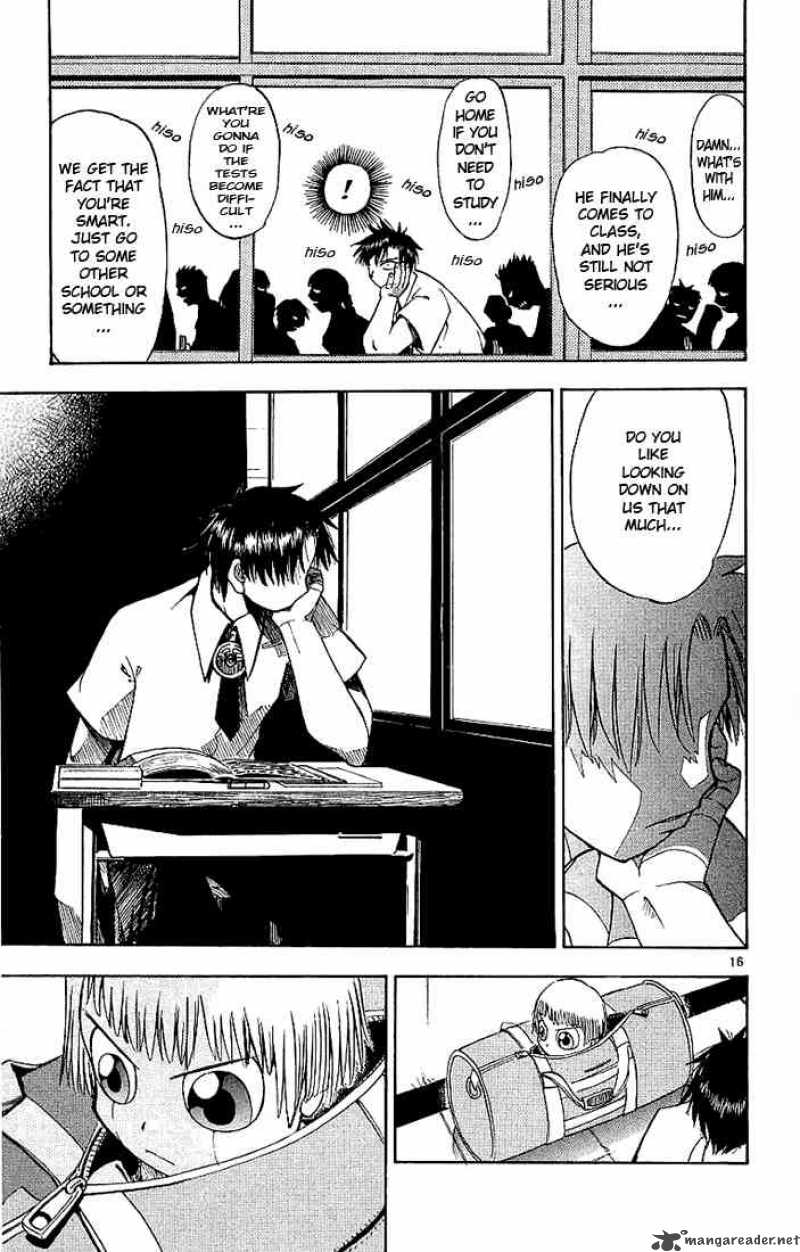 DAMN...
WHAT'S
WITH
HIM...
hiso
hiso
HE FINALLY
COMES TO
CLASS,
AND HE'S
STILL NOT
SERIOUS
...
GO
HOME
IF YOU
DON'T
NEED
TO
STUDY
...
hiso
hiso
hiso
!
WHAT'RE
YOU
GONNA
DO IF
THE
TESTS
BECOME
DIFFI-
CULT
...
hiso
hiso
hiso
hiso
WE GET THE
FACT THAT
YOU'RE
SMART.
JUST GO
TO SOME
OTHER
SCHOOL OR
SOMETHING
...
DO YOU
LIKE
LOOKING
DOWN ON
US THAT
MUCH...
16
mangareader.net